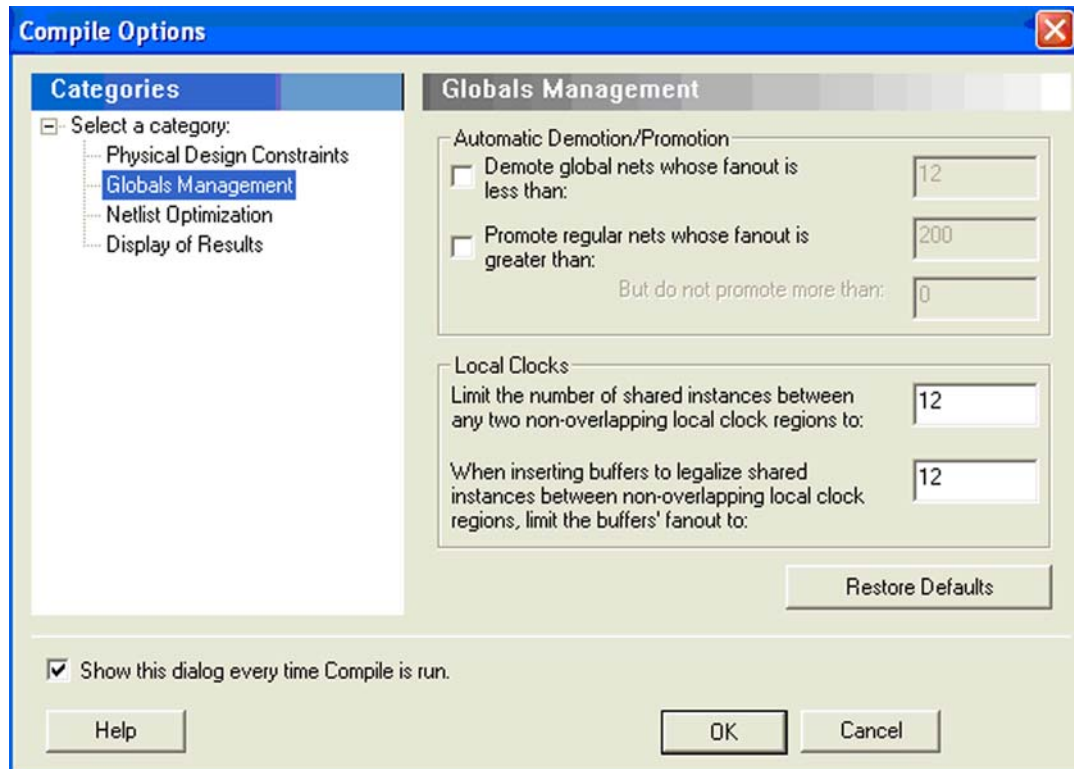 Compile Options
Categories
Select a category:
Physical Design Constraints
Globals Management
Netlist Optimization
Display of Results
Globals Management
Automatic Demotion/Promotion
Demote global nets whose fanout is
less than:
12
Promote regular nets whose fanout is
greater than:
200
But do not promote more than:
0
Local Clocks
Limit the number of shared instances between
any two non-overlapping local clock regions to:
12
When inserting buffers to legalize shared
instances between non-overlapping local clock
regions, limit the buffers' fanout to:
12
Restore Defaults
Show this dialog every time Compile is run.
Help
OK
Cancel